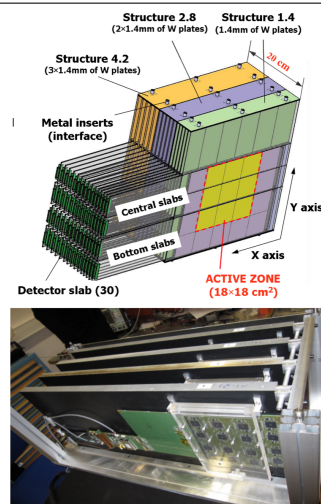 Structure 2.8
(2×1.4mm of W plates)
Structure 1.4
(1.4mm of W plates)
Structure 4.2
(3×1.4mm of W plates)
20 cm
Metal inserts
(interface)
Central slabs
Bottom slabs
Y axis
X axis
Detector slab (30)
ACTIVE ZONE
(18×18 cm²)